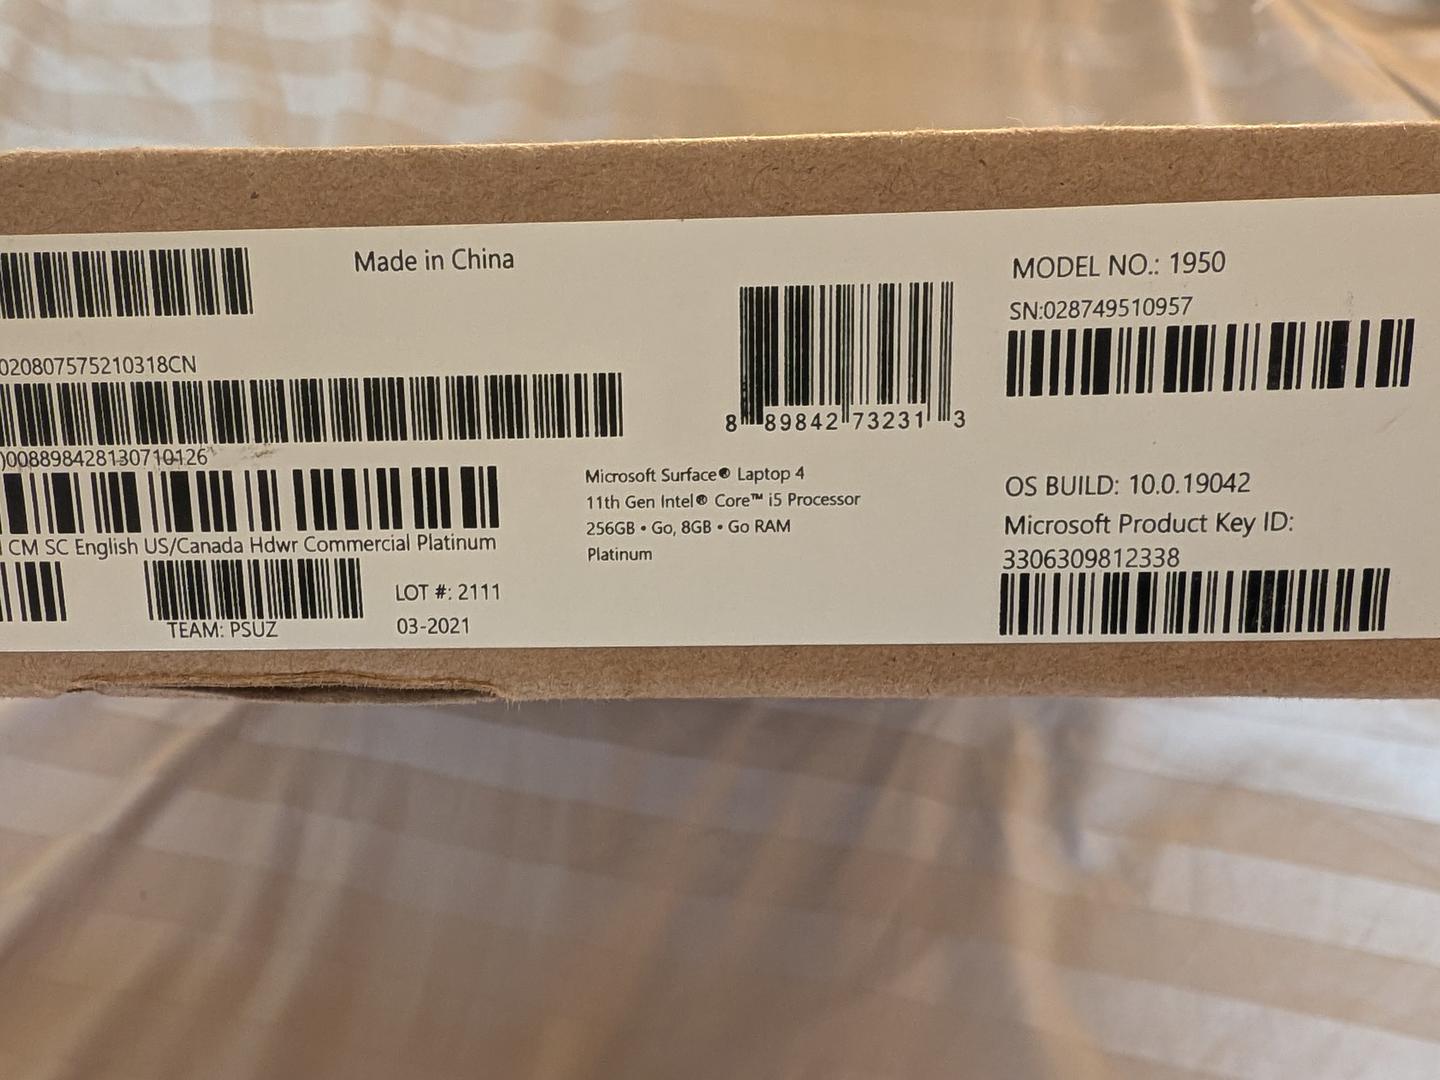 Made in China
020807575210318CN
)008898428130710126
CM SC English US/Canada Hdwr Commercial Platinum
TEAM: PSUZ
LOT #: 2111
03-2021
8 89842 73231 3
Microsoft Surface® Laptop 4
11th Gen Intel® Core™ i5 Processor
256GB • Go, 8GB • Go RAM
Platinum
MODEL NO.: 1950
SN:028749510957
OS BUILD: 10.0.19042
Microsoft Product Key ID:
3306309812338